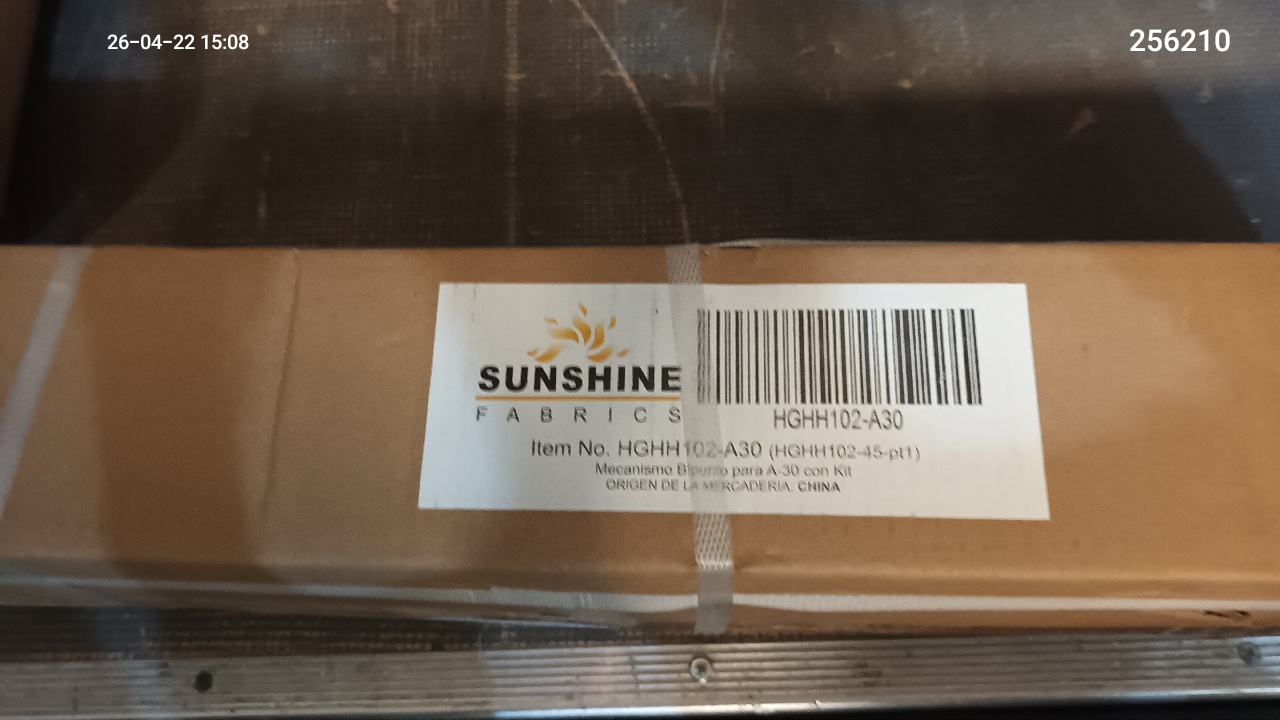 26-04-22 15:08
256210
SUNSHINE
FABRICS
HGHH102-A30
Item No. HGHH102-A30 (HGHH102-45-pt1)
Mecanismo Bipunto para A-30 con Kit
ORIGEN DE LA MERCADERIA: CHINA